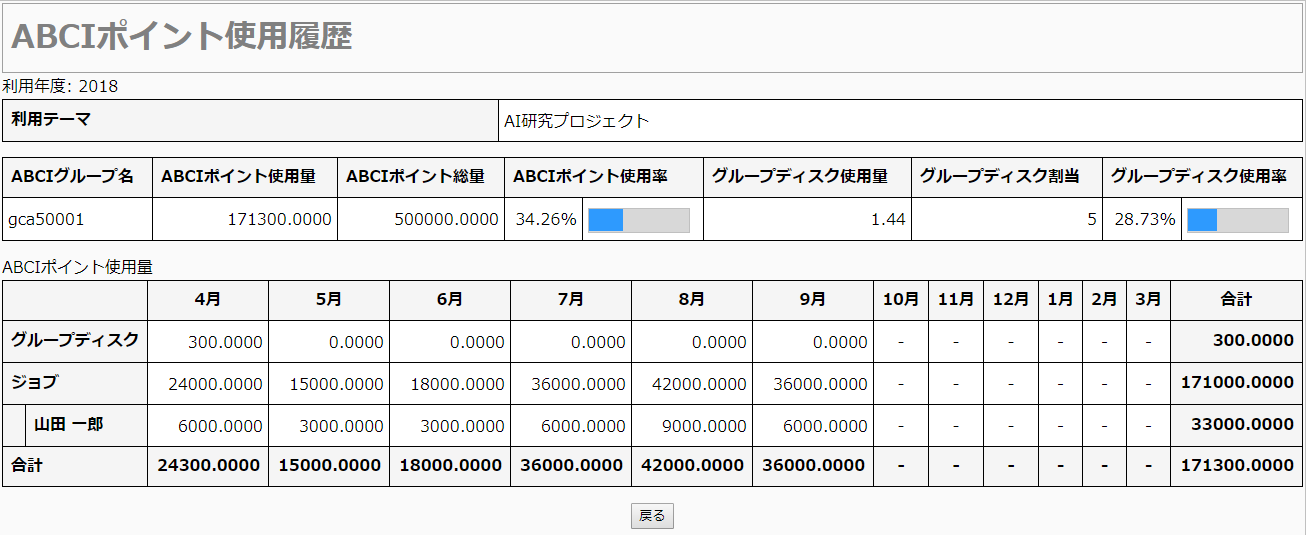 ABCIポイント使用履歴
利用年度: 2018
利用テーマ AI研究プロジェクト
ABCIグループ名 ABCIポイント使用量 ABCIポイント総量 ABCIポイント使用率 グループディスク使用量 グループディスク割当 グループディスク使用率
gca50001 171300.0000 500000.0000 34.26% 1.44 5 28.73%
ABCIポイント使用量
4月 5月 6月 7月 8月 9月 10月 11月 12月 1月 2月 3月 合計
グループディスク 300.0000 0.0000 0.0000 0.0000 0.0000 0.0000 - - - - - - 300.0000
ジョブ 24000.0000 15000.0000 18000.0000 36000.0000 42000.0000 36000.0000 - - - - - - 171000.0000
山田 一郎 6000.0000 3000.0000 3000.0000 6000.0000 9000.0000 6000.0000 - - - - - - 33000.0000
合計 24300.0000 15000.0000 18000.0000 36000.0000 42000.0000 36000.0000 - - - - - - 171300.0000
戻る